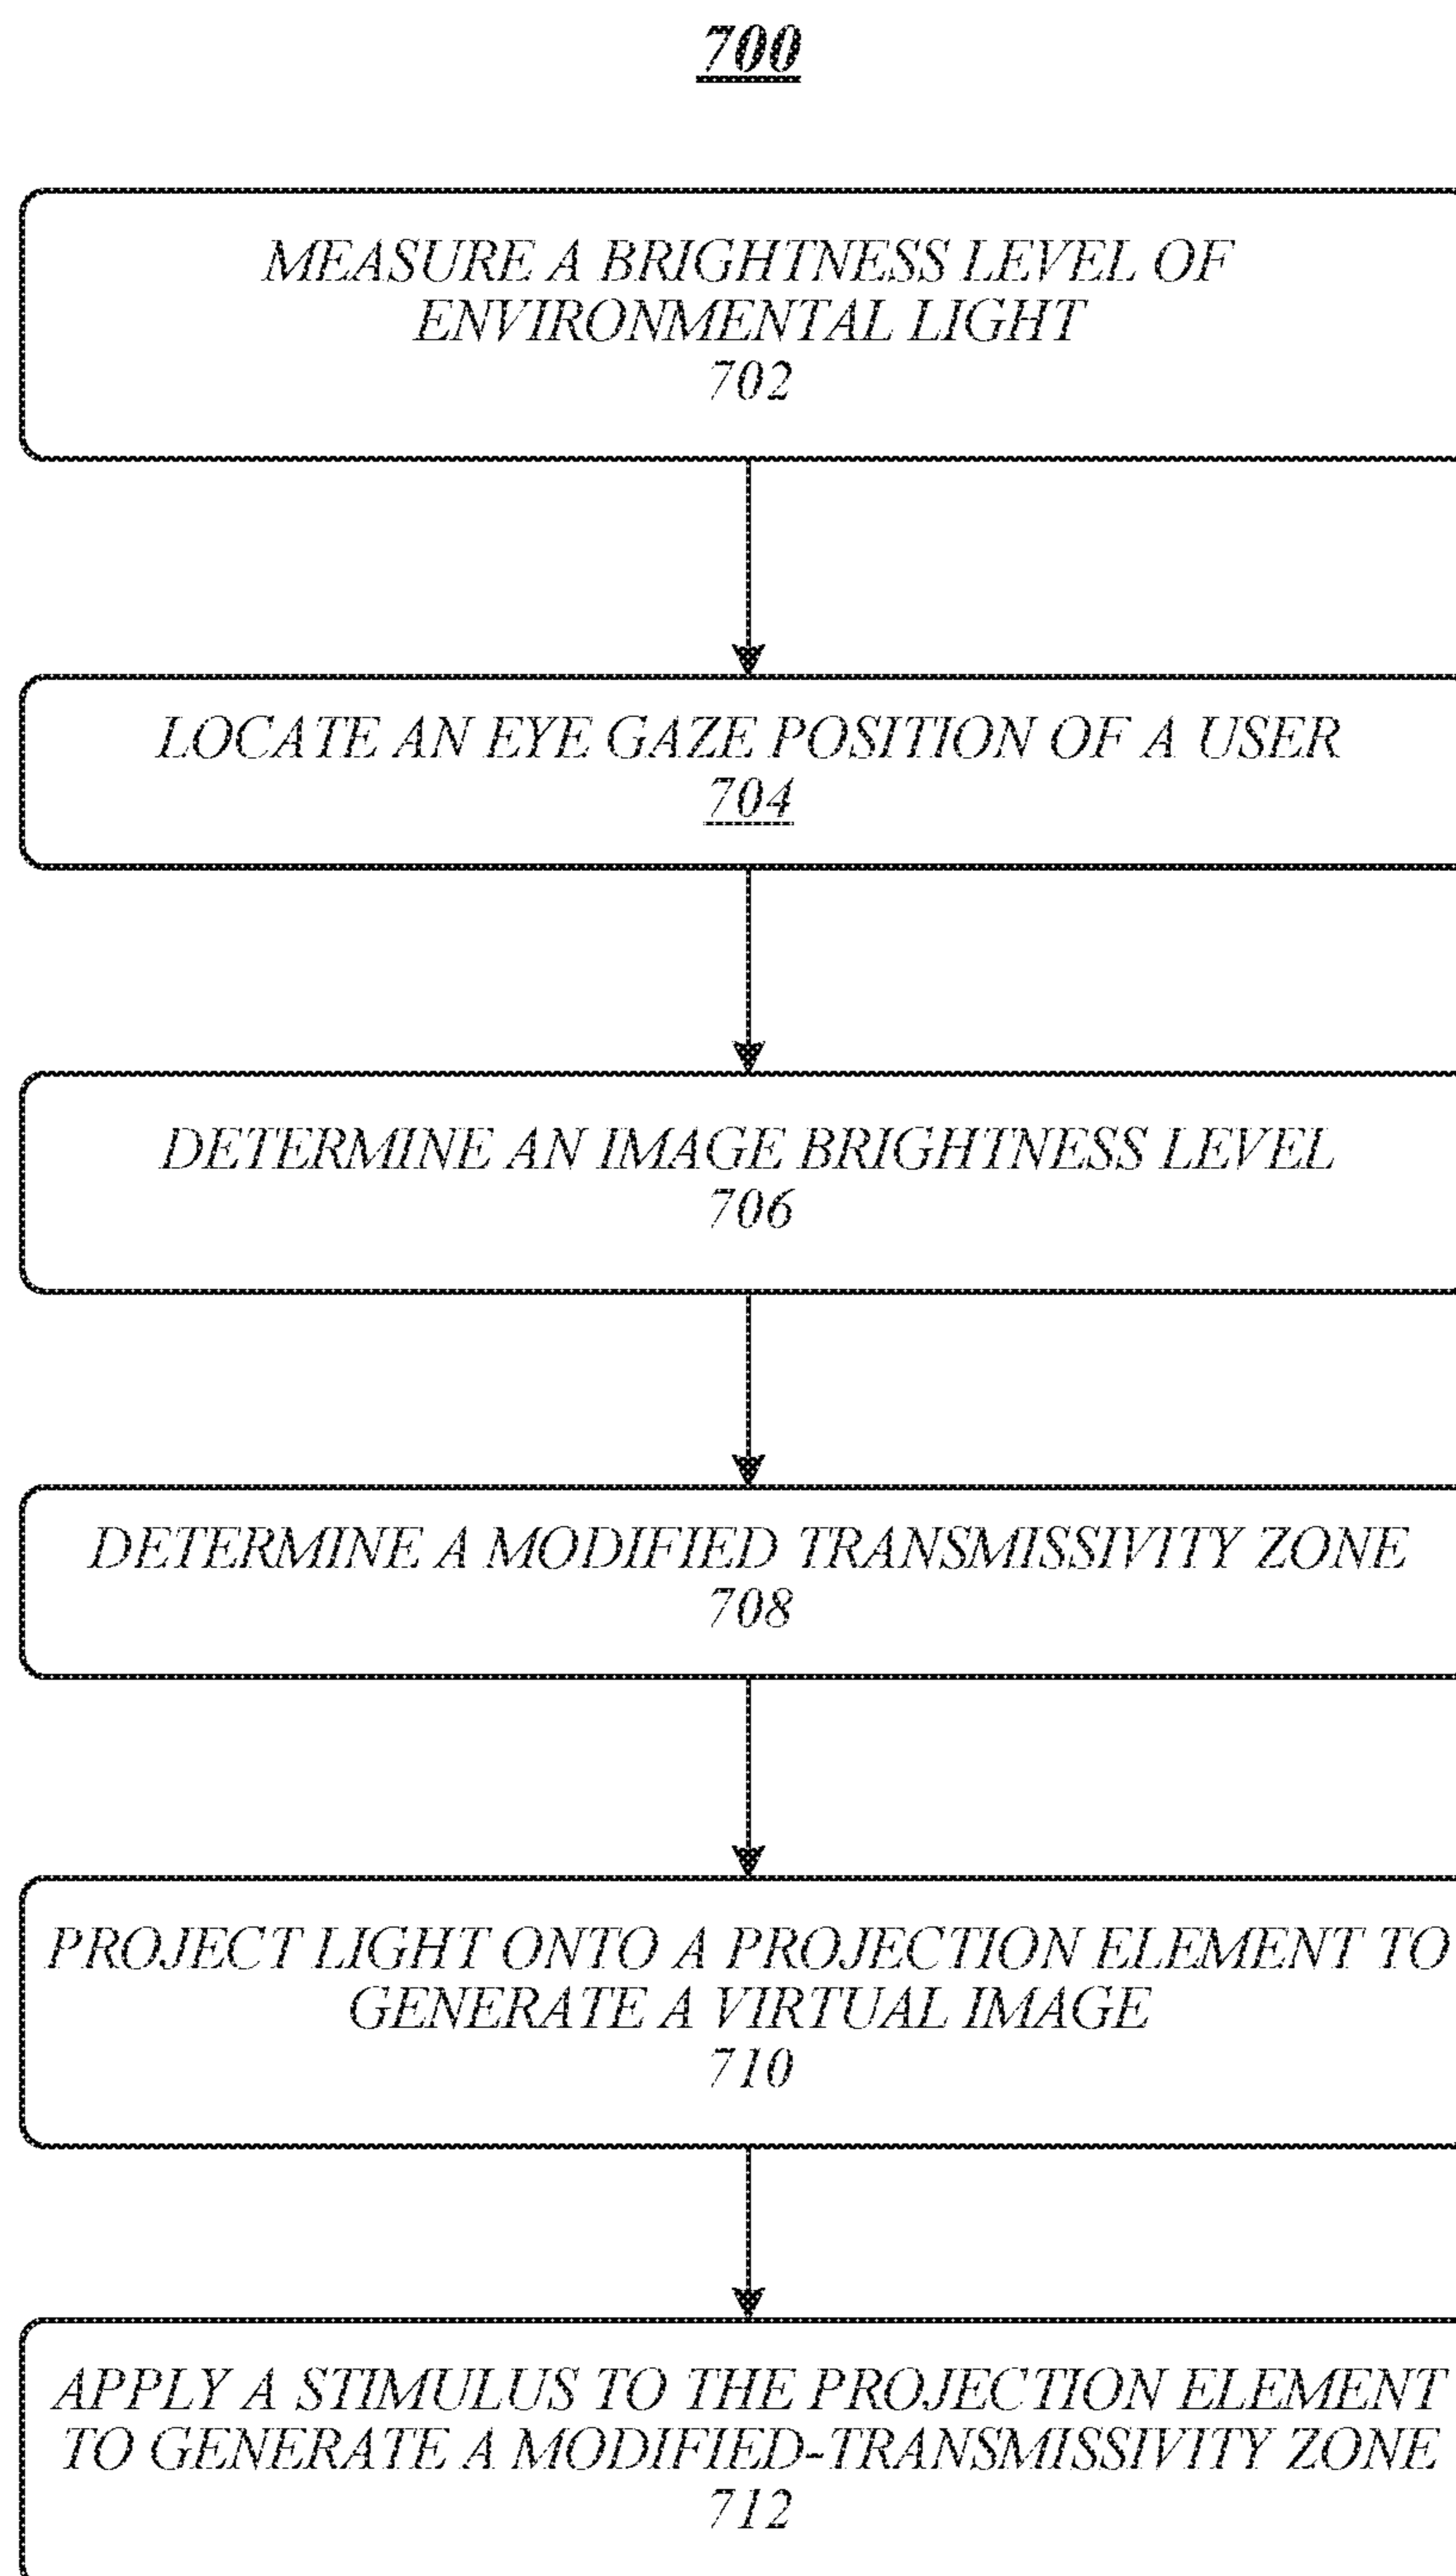 700
MEASURE A BRIGHTNESS LEVEL OF
ENVIRONMENTAL LIGHT
702
LOCATE AN EYE GAZE POSITION OF A USER
704
DETERMINE AN IMAGE BRIGHTNESS LEVEL
706
DETERMINE A MODIFIED TRANSMISSIVITY ZONE
708
PROJECT LIGHT ONTO A PROJECTION ELEMENT TO
GENERATE A VIRTUAL IMAGE
710
APPLY A STIMULUS TO THE PROJECTION ELEMENT
TO GENERATE A MODIFIED-TRANSMISSIVITY ZONE
712